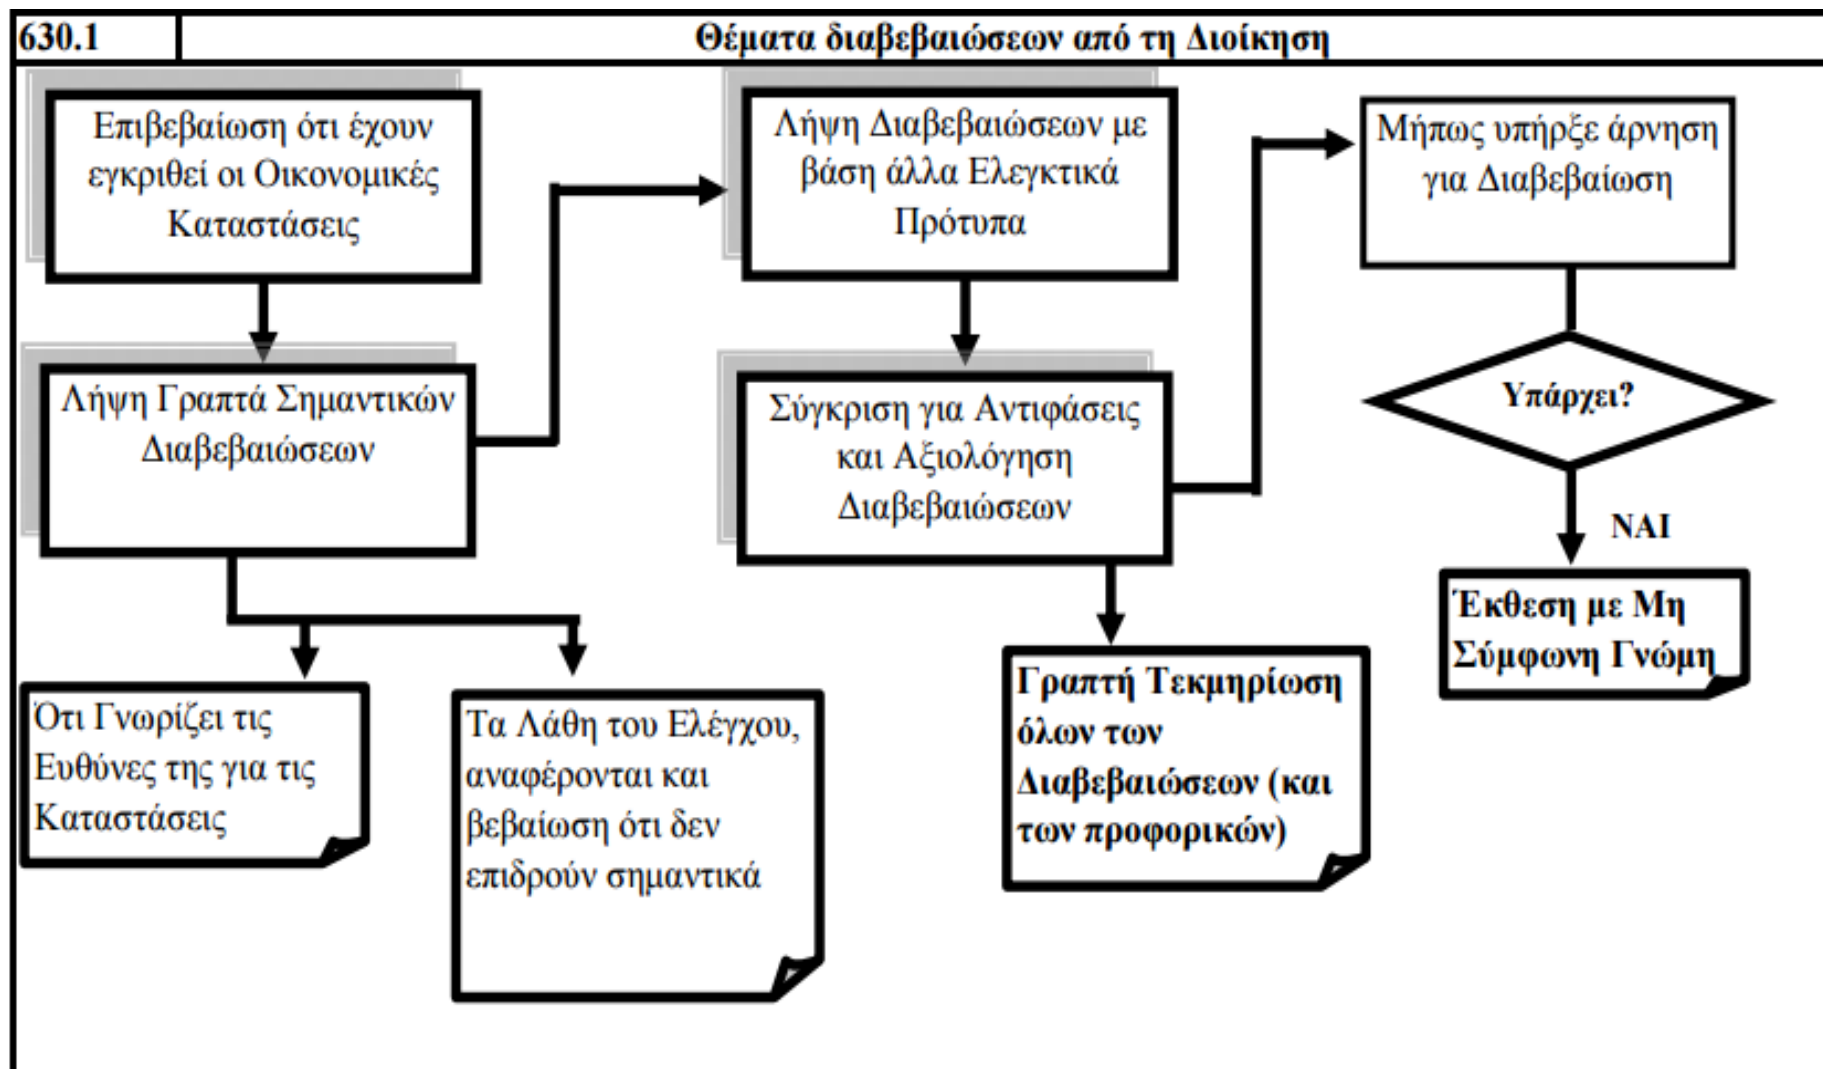 630.1
Θέματα διαβεβαιώσεων από τη Διοίκηση
Επιβεβαίωση ότι έχουν
εγκριθεί οι Οικονομικές
Καταστάσεις
Λήψη Γραπτά Σημαντικών
Διαβεβαιώσεων
Ότι Γνωρίζει τις
Ευθύνες της για τις
Καταστάσεις
Τα Λάθη του Ελέγχου,
αναφέρονται και
βεβαίωση ότι δεν
επιδρούν σημαντικά
Λήψη Διαβεβαιώσεων με
βάση άλλα Ελεγκτικά
Πρότυπα
Σύγκριση για Αντιφάσεις
και Αξιολόγηση
Διαβεβαιώσεων
Γραπτή Τεκμηρίωση
όλων των
Διαβεβαιώσεων (και
των προφορικών)
Μήπως υπήρξε άρνηση
για Διαβεβαίωση
Υπάρχει?
ΝΑΙ
Έκθεση με Μη
Σύμφωνη Γνώμη